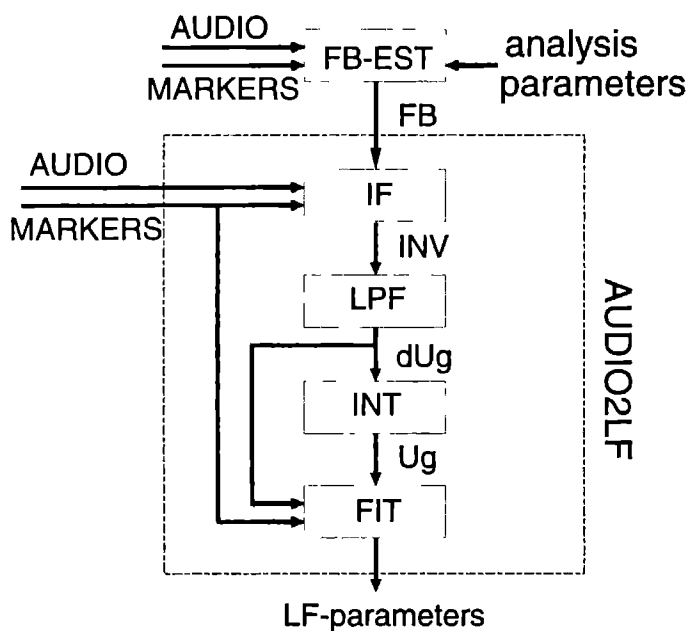 AUDIO
MARKERS
FB-EST
analysis
parameters
FB
AUDIO
MARKERS
IF
INV
LPF
dUg
INT
Ug
FIT
AUDIO2LF
LF-parameters